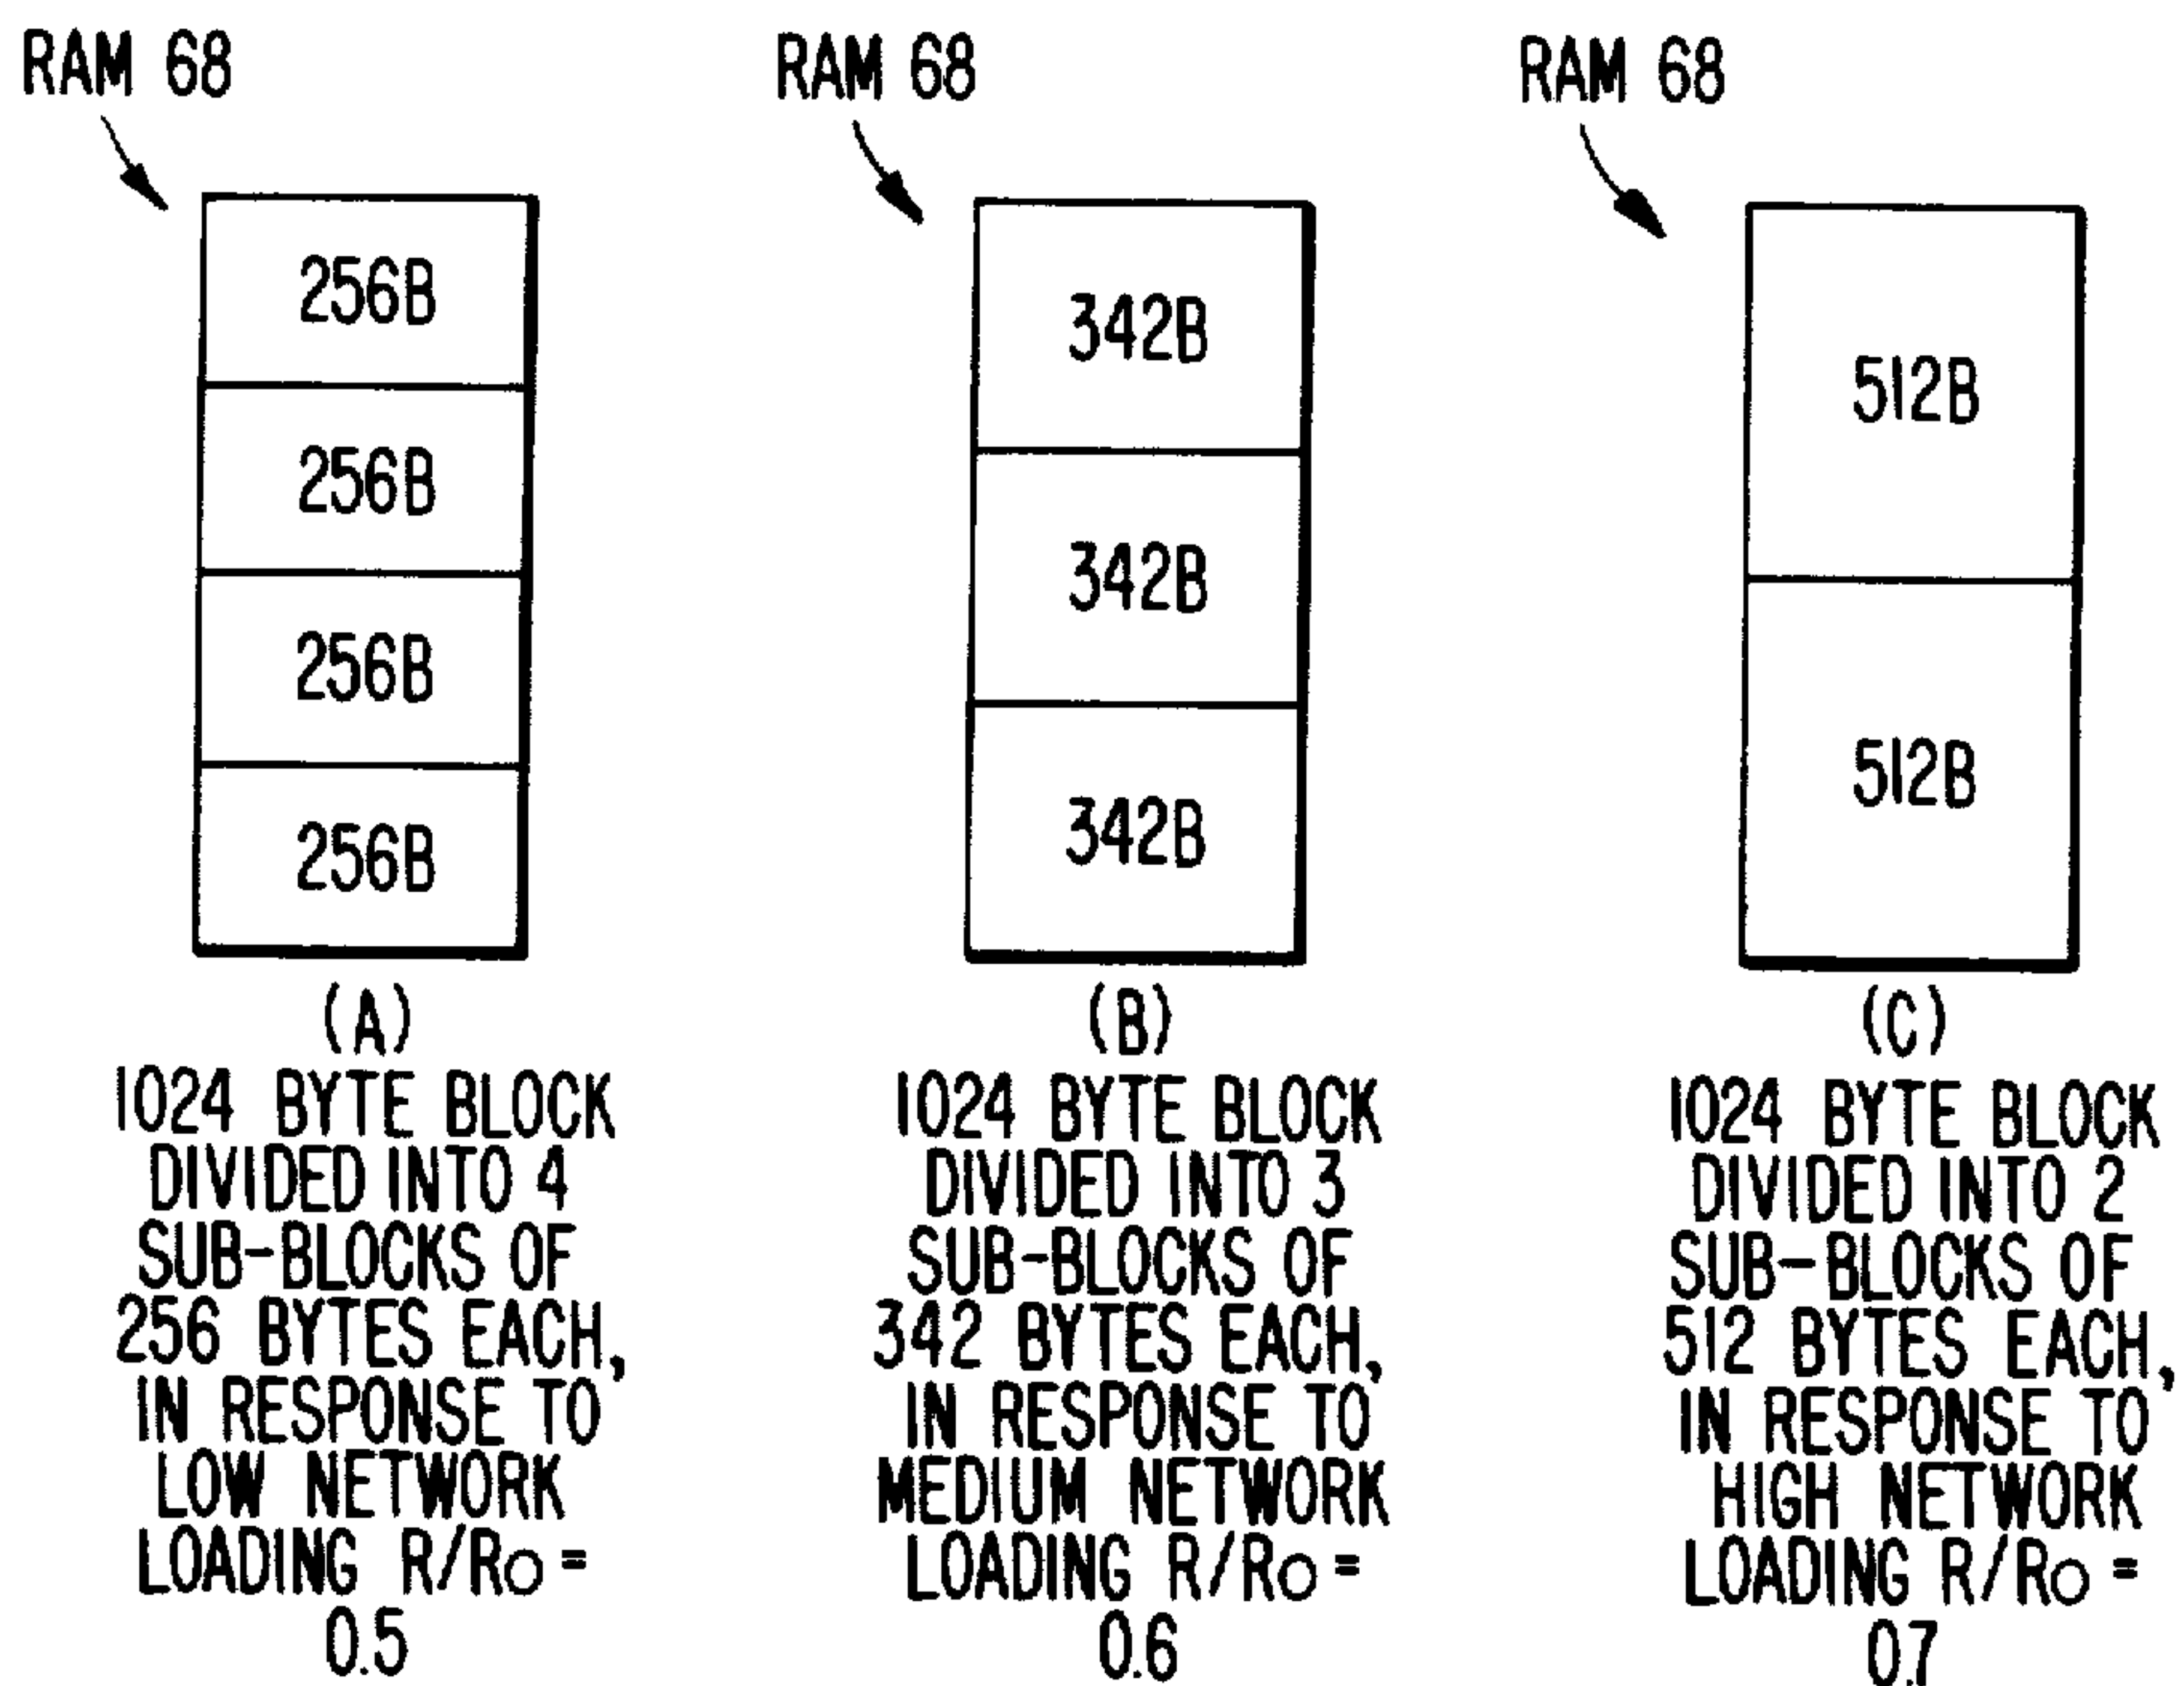 RAM 68
256B
256B
256B
256B
(A)
1024 BYTE BLOCK
DIVIDED INTO 4
SUB-BLOCKS OF
256 BYTES EACH,
IN RESPONSE TO
LOW NETWORK
LOADING R/Ro =
0.5
RAM 68
342B
342B
342B
(B)
1024 BYTE BLOCK
DIVIDED INTO 3
SUB-BLOCKS OF
342 BYTES EACH,
IN RESPONSE TO
MEDIUM NETWORK
LOADING R/Ro =
0.6
RAM 68
512B
512B
(C)
1024 BYTE BLOCK
DIVIDED INTO 2
SUB-BLOCKS OF
512 BYTES EACH,
IN RESPONSE TO
HIGH NETWORK
LOADING R/Ro =
0.7